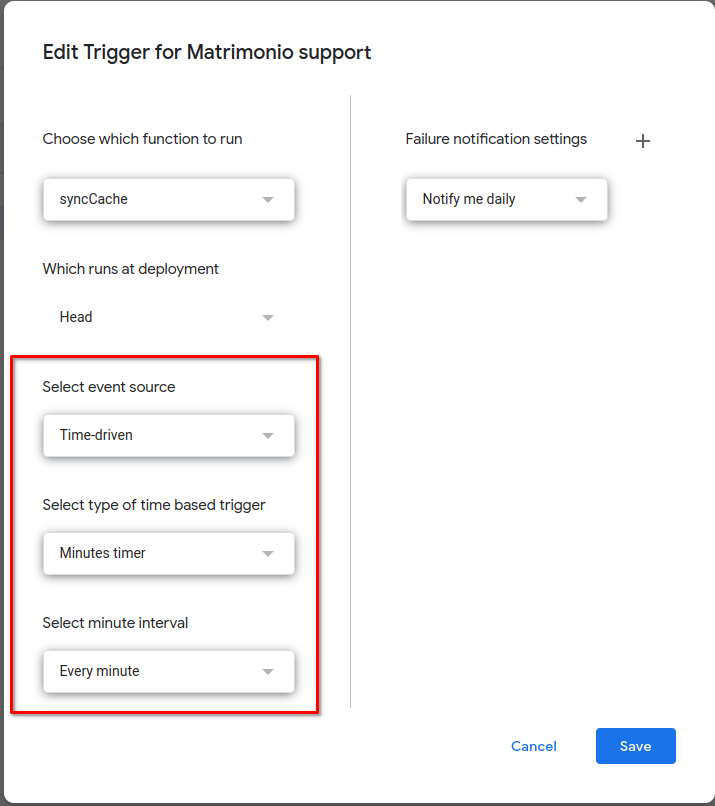 Edit Trigger for Matrimonio support
Choose which function to run
syncCache
Which runs at deployment
Head
Select event source
Time-driven
Select type of time based trigger
Minutes timer
Select minute interval
Every minute
Failure notification settings
Notify me daily
Cancel
Save